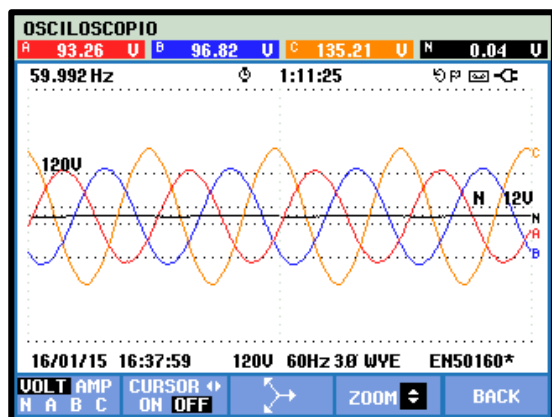 OSCILOSCOPIO
A 93.26 V B 96.82 V C 135.21 V N 0.04 V
59.992 Hz 1:11:25
C
120V
N 12V
N
A
B
16/01/15 16:37:59 120V 60Hz 3Ø WYE EN50160*
VOLT AMP CURSOR ZOOM BACK
N A B C ON OFF